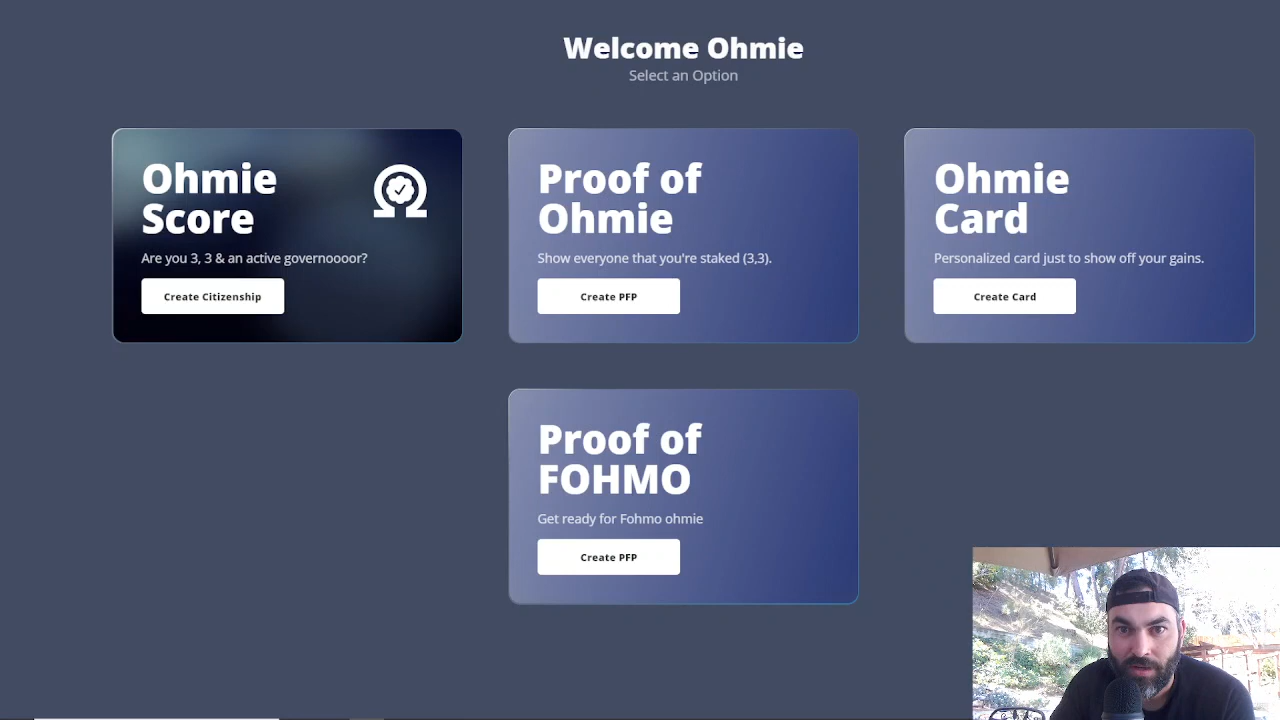 Welcome Ohmie
Select an Option
Ohmie
Score
Are you 3, 3 & an active governoooor?
Create Citizenship
Proof of
Ohmie
Show everyone that you're staked (3,3).
Create PFP
Ohmie
Card
Personalized card just to show off your gains.
Create Card
Proof of
FOHMO
Get ready for Fohmo ohmie
Create PFP